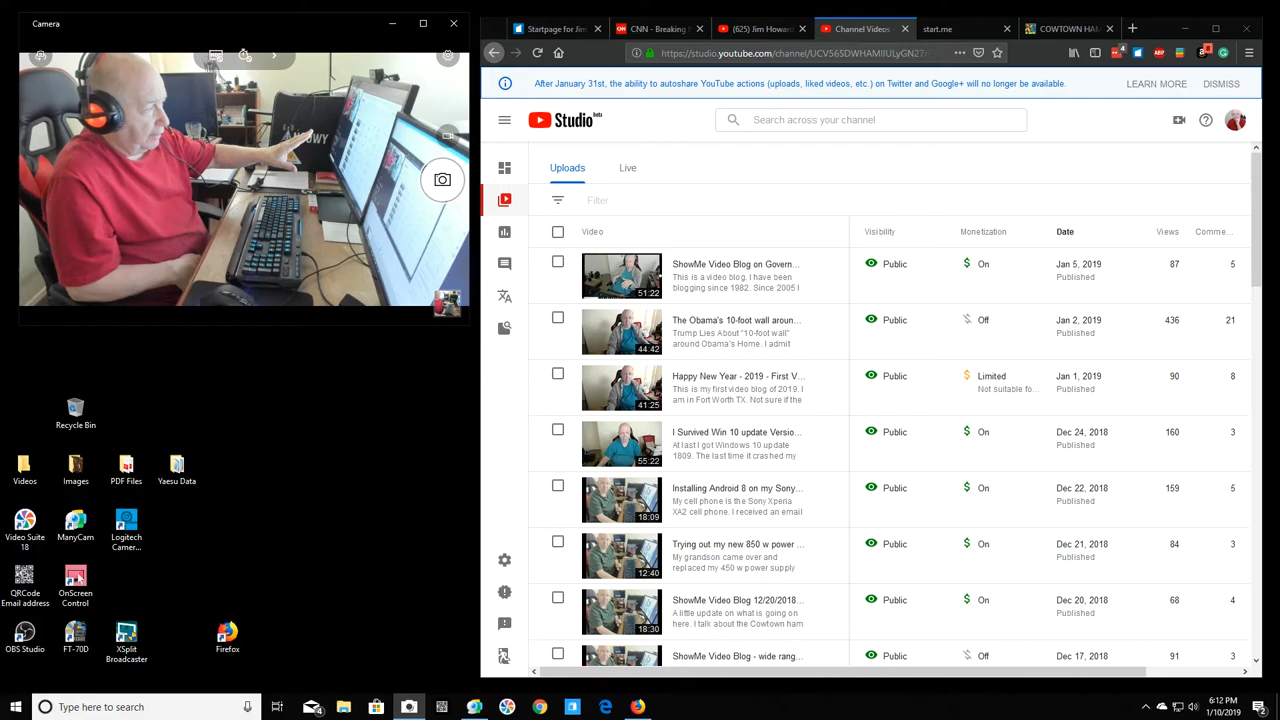 Camera
Startpage for Jim
CNN - Breaking
(625) Jim Howard
Channel Videos
start.me
COWTOWN HAM
https://studio.youtube.com/channel/UCV56SDWHAMIIULyGN27
After January 31st, the ability to autoshare YouTube actions (uploads, liked videos, etc.) on Twitter and Google+ will no longer be available.
LEARN MORE
DISMISS
Studio beta
Search across your channel
Uploads
Live
Filter
Video
Visibility
Monetization
Date
Views
Comme...
51:22
ShowMe Video Blog on Govern...
This is a video blog. I have been
blogging since 1982. Since 2005 I
Public
On
Jan 5, 2019
Published
87
5
44:42
The Obama's 10-foot wall aroun...
Trump Lies About "10-foot wall"
around Obama's Home. I admit
Public
Off
Jan 2, 2019
Published
436
21
41:25
Happy New Year - 2019 - First V...
This is my first video blog of 2019. I
am in Fort Worth TX. Not sure if the
Public
Limited
Not suitable fo...
Jan 1, 2019
Published
90
8
55:22
I Survived Win 10 update Versio...
At last I got Windows 10 update
1809. The last time it crashed my
Public
On
Dec 24, 2018
Published
160
3
18:09
Installing Android 8 on my Sony...
My cell phone is the Sony Xperia
XA2 cell phone. I received an email
Public
On
Dec 22, 2018
Published
159
5
12:40
Trying out my new 850 w power ...
My grandson came over and
replaced my 450 w power supply
Public
On
Dec 21, 2018
Published
84
3
18:30
ShowMe Video Blog 12/20/2018...
A little update on what is going on
here. I talk about the Cowtown ham
Public
On
Dec 20, 2018
Published
68
4
ShowMe Video Blog - wide rang...
Public
Off
Dec 17, 2018
91
3
Recycle Bin
Videos
Images
PDF Files
Yaesu Data
Video Suite
18
ManyCam
Logitech
Camer...
QRCode
Email address
OnScreen
Control
OBS Studio
FT-70D
XSplit
Broadcaster
Firefox
Type here to search
6:12 PM
1/10/2019